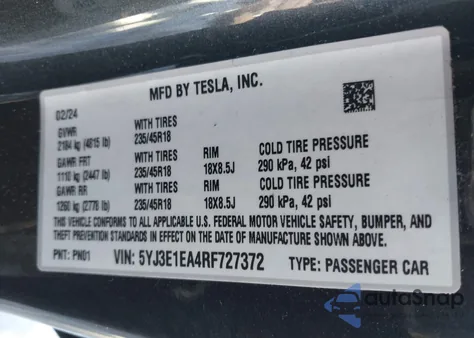 MFD BY TESLA, INC.
02/24
GVWR WITH TIRES
2184 kg (4815 lb) 235/45R18
GAWR FRT WITH TIRES RIM COLD TIRE PRESSURE
1110 kg (2447 lb) 235/45R18 18X8.5J 290 kPa, 42 psi
GAWR RR WITH TIRES RIM COLD TIRE PRESSURE
1260 kg (2778 lb) 235/45R18 18X8.5J 290 kPa, 42 psi
THIS VEHICLE CONFORMS TO ALL APPLICABLE U.S. FEDERAL MOTOR VEHICLE SAFETY, BUMPER, AND
THEFT PREVENTION STANDARDS IN EFFECT ON THE DATE OF MANUFACTURE SHOWN ABOVE.
PNT: PN01 VIN: 5YJ3E1EA4RF727372 TYPE: PASSENGER CAR
autoSnap